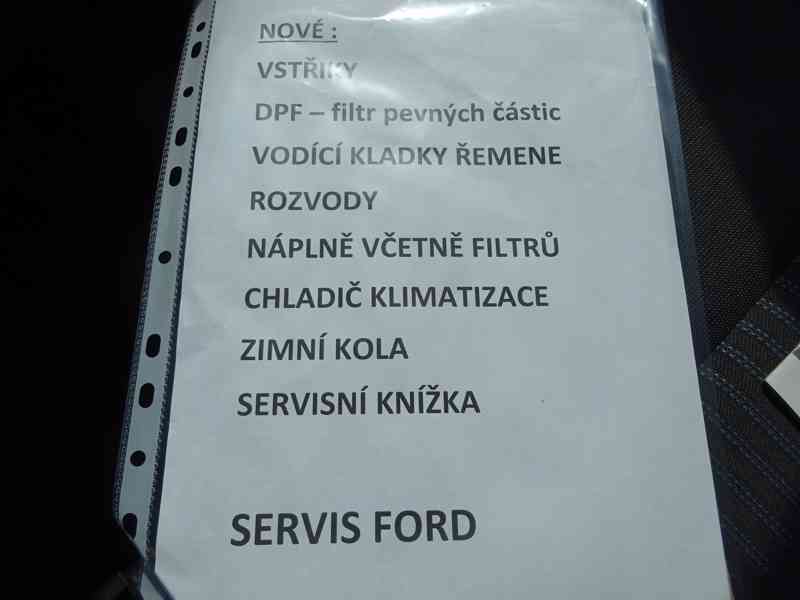 NOVÉ :
VSTŘIKY
DPF – filtr pevných částic
VODÍCÍ KLADKY ŘEMENE
ROZVODY
NÁPLNĚ VČETNĚ FILTRŮ
CHLADIČ KLIMATIZACE
ZIMNÍ KOLA
SERVISNÍ KNÍŽKA
SERVIS FORD